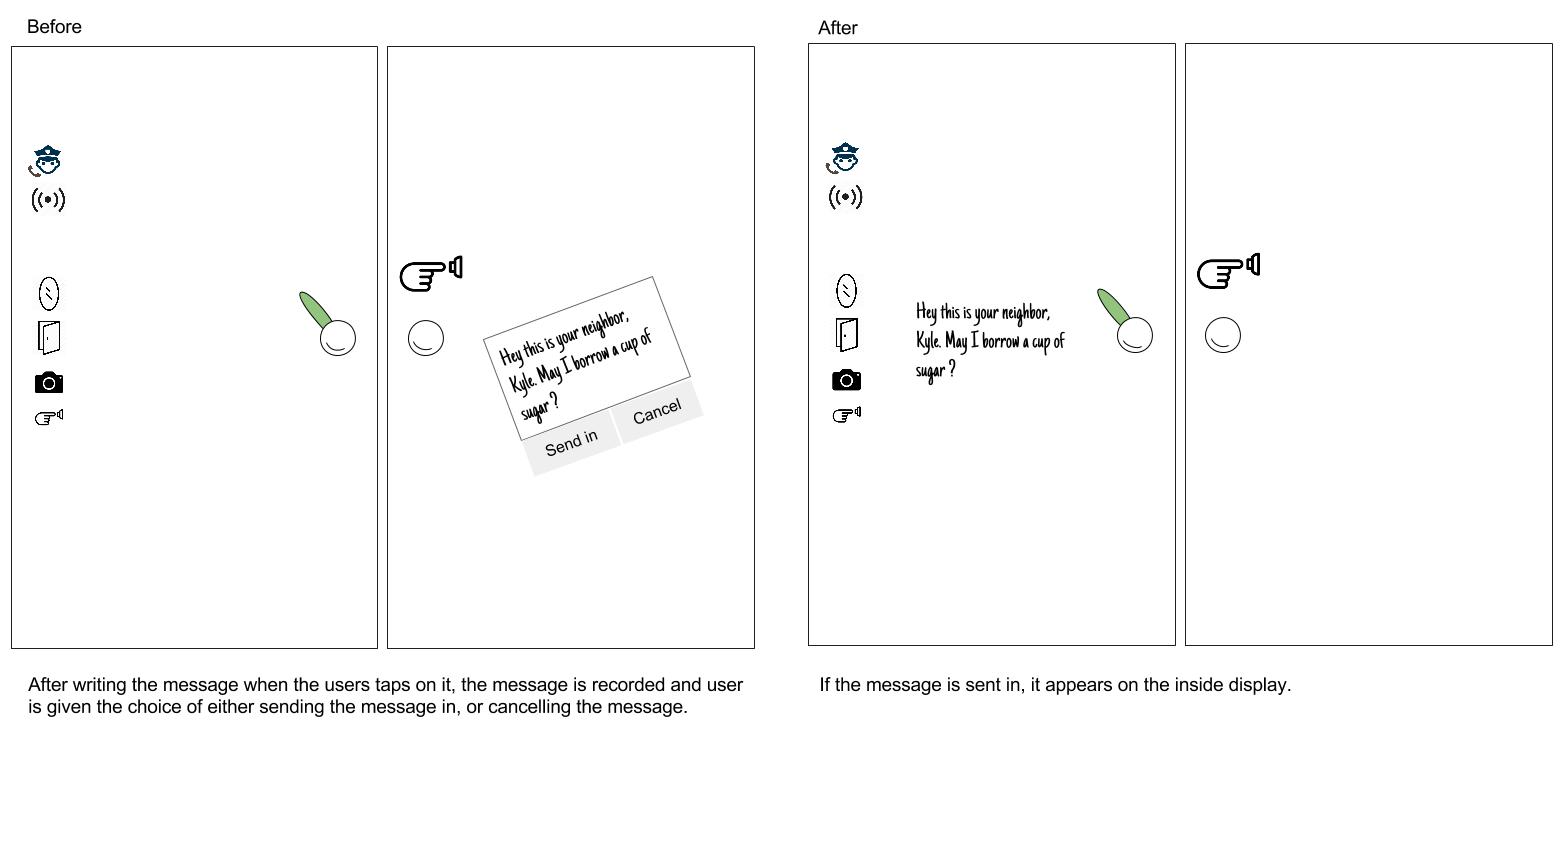 Before
Hey this is your neighbor,
Kyle. May I borrow a cup of
sugar ?
Send in
Cancel
After writing the message when the users taps on it, the message is recorded and user
is given the choice of either sending the message in, or cancelling the message.
After
Hey this is your neighbor,
Kyle. May I borrow a cup of
sugar ?
If the message is sent in, it appears on the inside display.